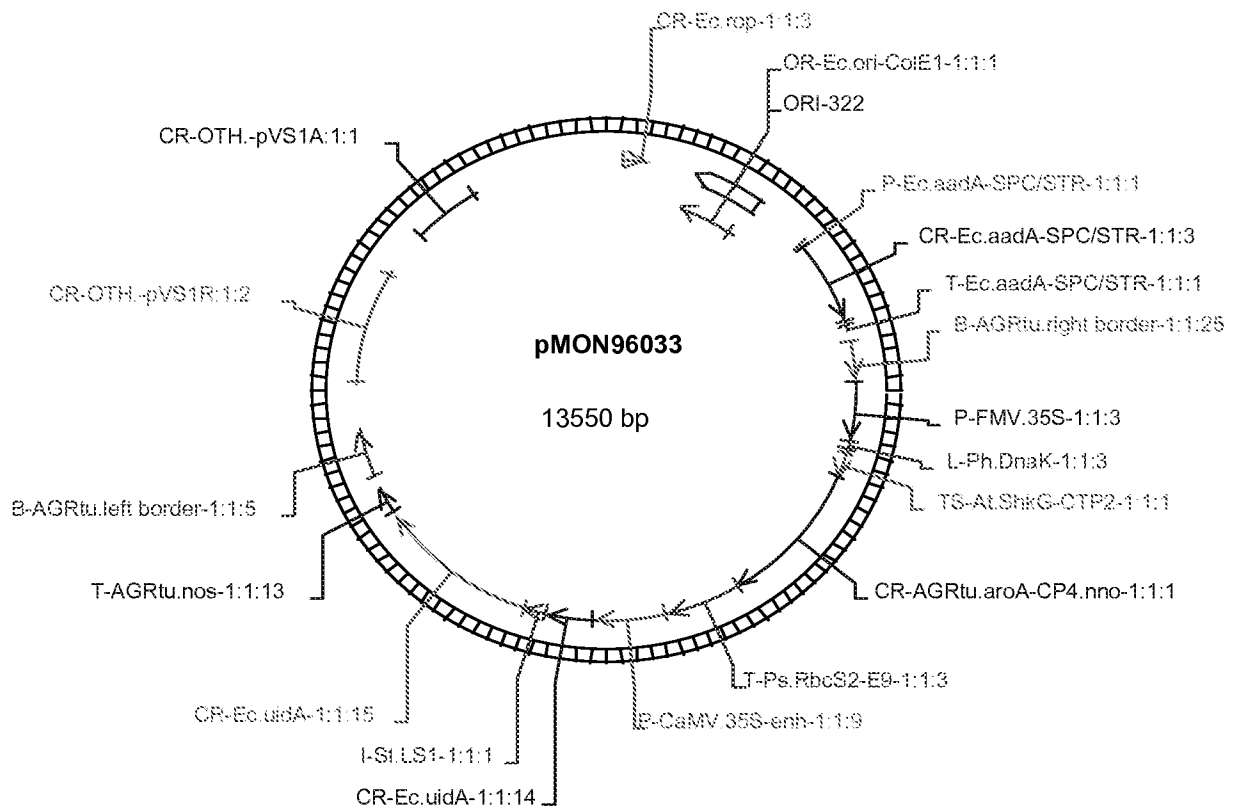 CR-Ec.rop-1:1:3
OR-Ec.ori-ColE1-1:1:1
ORI-322
CR-OTH.-pVS1A:1:1
P-Ec.aadA-SPC/STR-1:1:1
CR-Ec.aadA-SPC/STR-1:1:3
T-Ec.aadA-SPC/STR-1:1:1
CR-OTH.-pVS1R:1:2
B-AGRtu.right border-1:1:25
pMON96033
13550 bp
P-FMV.35S-1:1:3
L-Ph.DnaK-1:1:3
TS-At.ShkG-CTP2-1:1:1
B-AGRtu.left border-1:1:5
T-AGRtu.nos-1:1:13
CR-AGRtu.aroA-CP4.nno-1:1:1
T-Ps.RbcS2-E9-1:1:3
CR-Ec.uidA-1:1:15
P-CaMV.35S-enh-1:1:9
I-St.LS1-1:1:1
CR-Ec.uidA-1:1:14